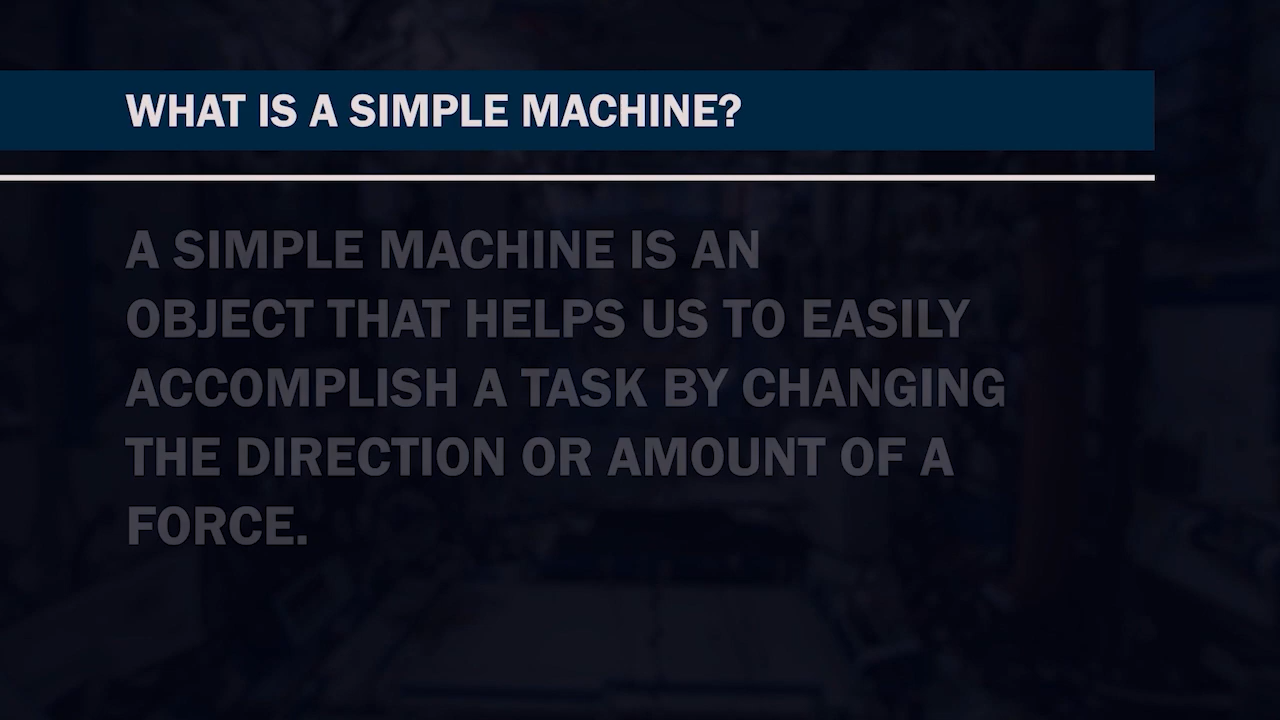 WHAT IS A SIMPLE MACHINE?
A SIMPLE MACHINE IS AN
OBJECT THAT HELPS US TO EASILY
ACCOMPLISH A TASK BY CHANGING
THE DIRECTION OR AMOUNT OF A
FORCE.